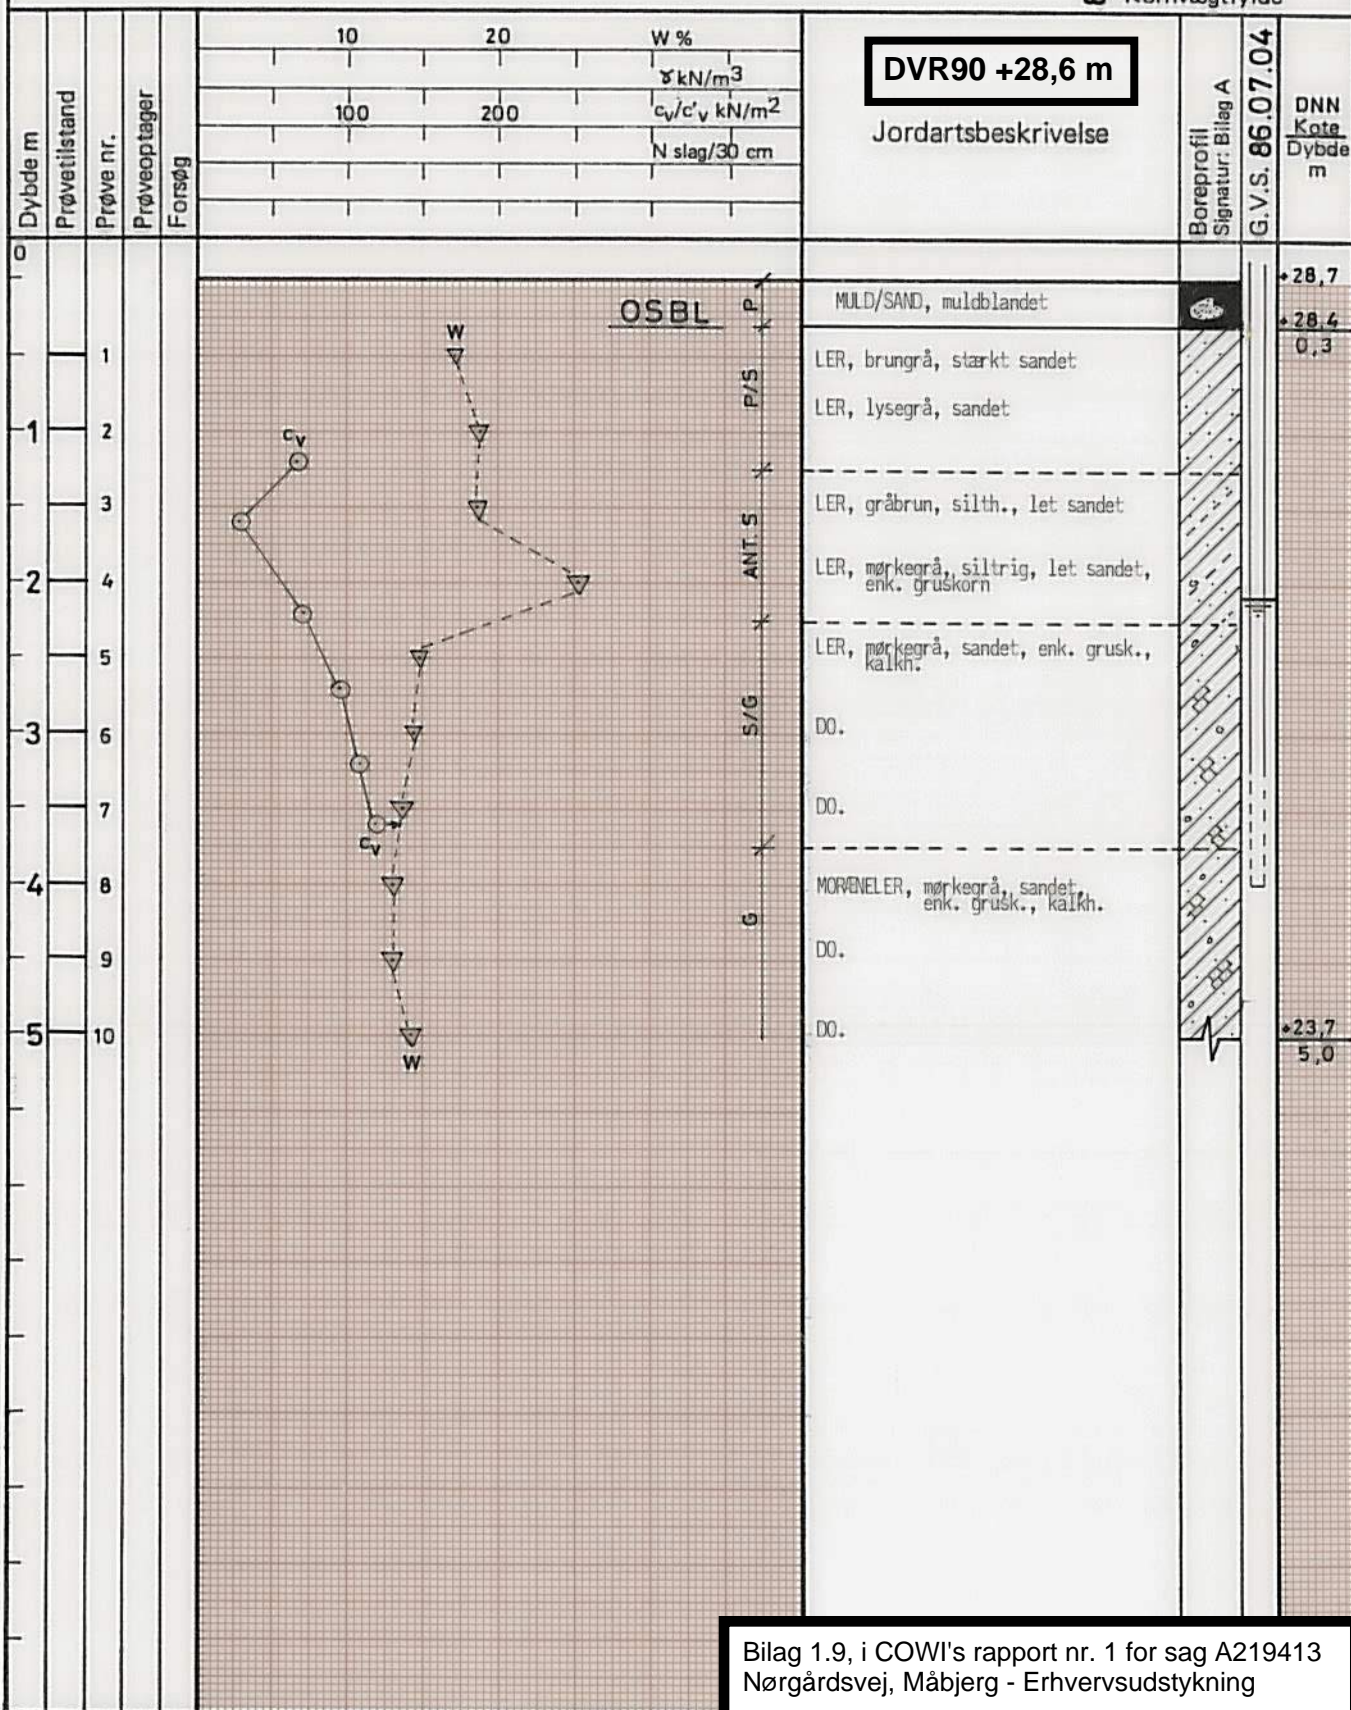 10 20 W %
γ kN/m3
100 200 cv/c'v kN/m2
N slag/30 cm
Dybde m
Prøvetilstand
Prøve nr.
Prøveoptager
Forsøg
DVR90 +28,6 m
Jordartsbeskrivelse
Boreprofil
Signatur: Bilag A
G.V.S. 86.07.04
DNN
Kote
Dybde
m
0
+28,7
OSBL P MULD/SAND, muldblandet
+28,4
0,3
W
1 LER, brungrå, stærkt sandet
P/S
LER, lysegrå, sandet
1 2
cv
3 LER, gråbrun, silth., let sandet
ANT. S
2 4 LER, mørkegrå, siltrig, let sandet,
enk. gruskorn
5 LER, mørkegrå, sandet, enk. grusk.,
kalkh.
S/G
3 6 DO.
7 DO.
cv
4 8 MORÆNELER, mørkegrå, sandet,
enk. grusk., kalkh.
G
9 DO.
5 10 DO.
+23,7
5,0
W
Bilag 1.9, i COWI's rapport nr. 1 for sag A219413
Nørgårdsvej, Måbjerg - Erhvervsudstykning